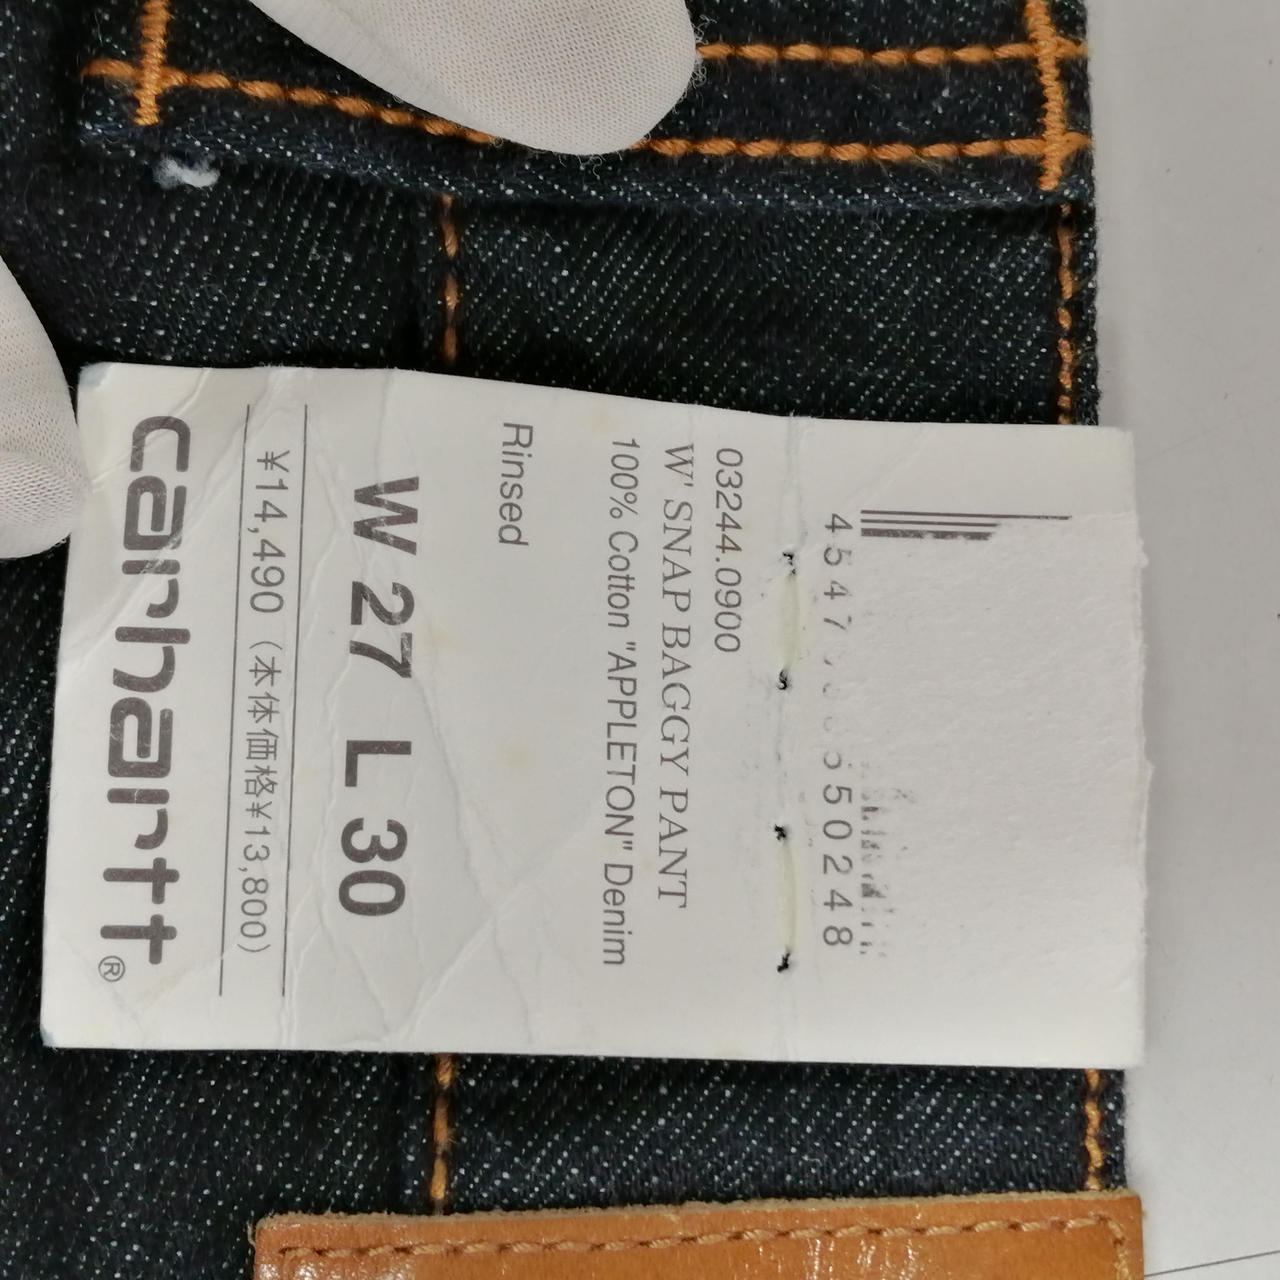 03244.0900
W' SNAP BAGGY PANT
100% Cotton "APPLETON" Denim
Rinsed
W 27 L 30
¥14,490 (本体価格¥13,800)
carhartt®